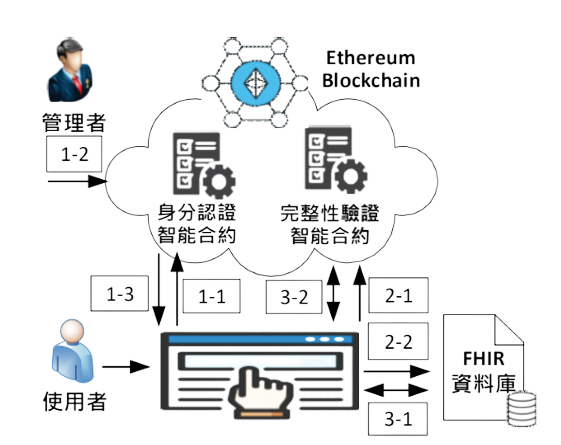 Ethereum
Blockchain
管理者
1-2
身分認證
智能合約
完整性驗證
智能合約
1-3
1-1
3-2
2-1
2-2
FHIR
資料庫
使用者
3-1